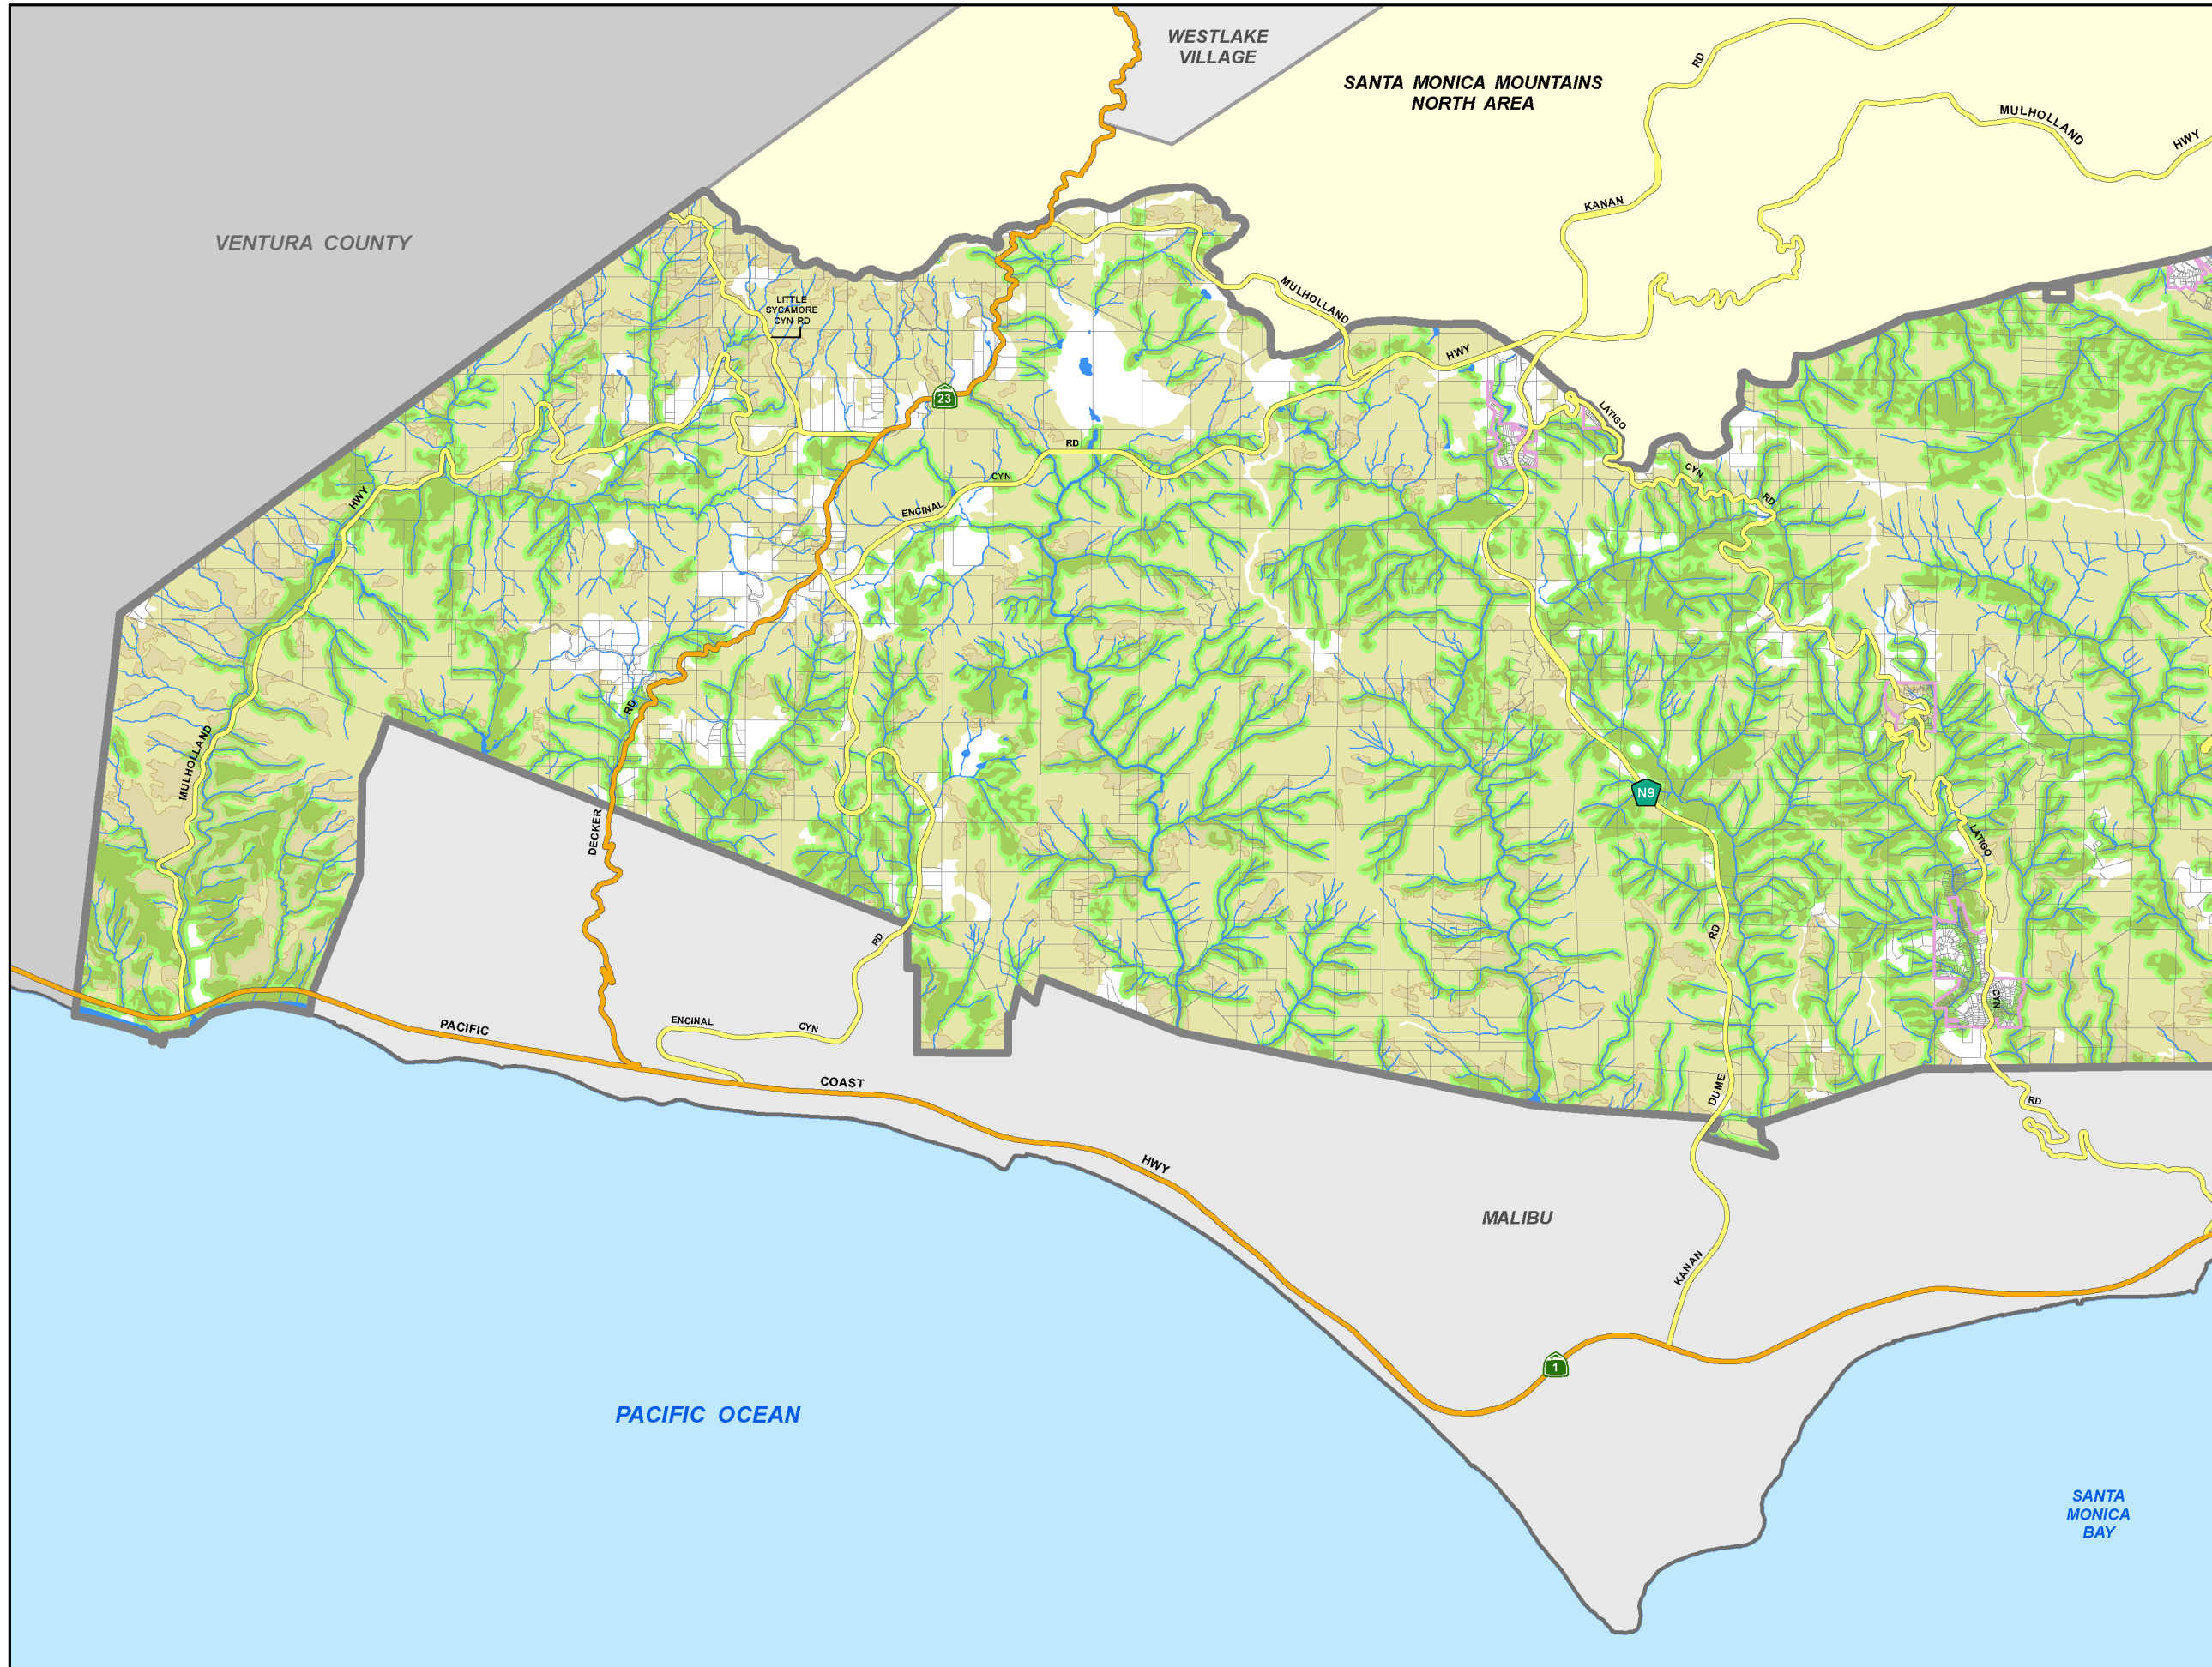 WESTLAKE
VILLAGE
SANTA MONICA MOUNTAINS
NORTH AREA
RD
MULHOLLAND
HWY
KANAN
VENTURA COUNTY
LITTLE
SYCAMORE
CYN RD
MULHOLLAND
HWY
23
LATIGO
RD
CYN
CYN
RD
HWY
ENCINAL
RD
MULHOLLAND
N9
DECKER
LATIGO
RD
RD
CYN
ENCINAL
CYN
PACIFIC
COAST
DUME
RD
HWY
MALIBU
KANAN
1
PACIFIC OCEAN
SANTA
MONICA
BAY